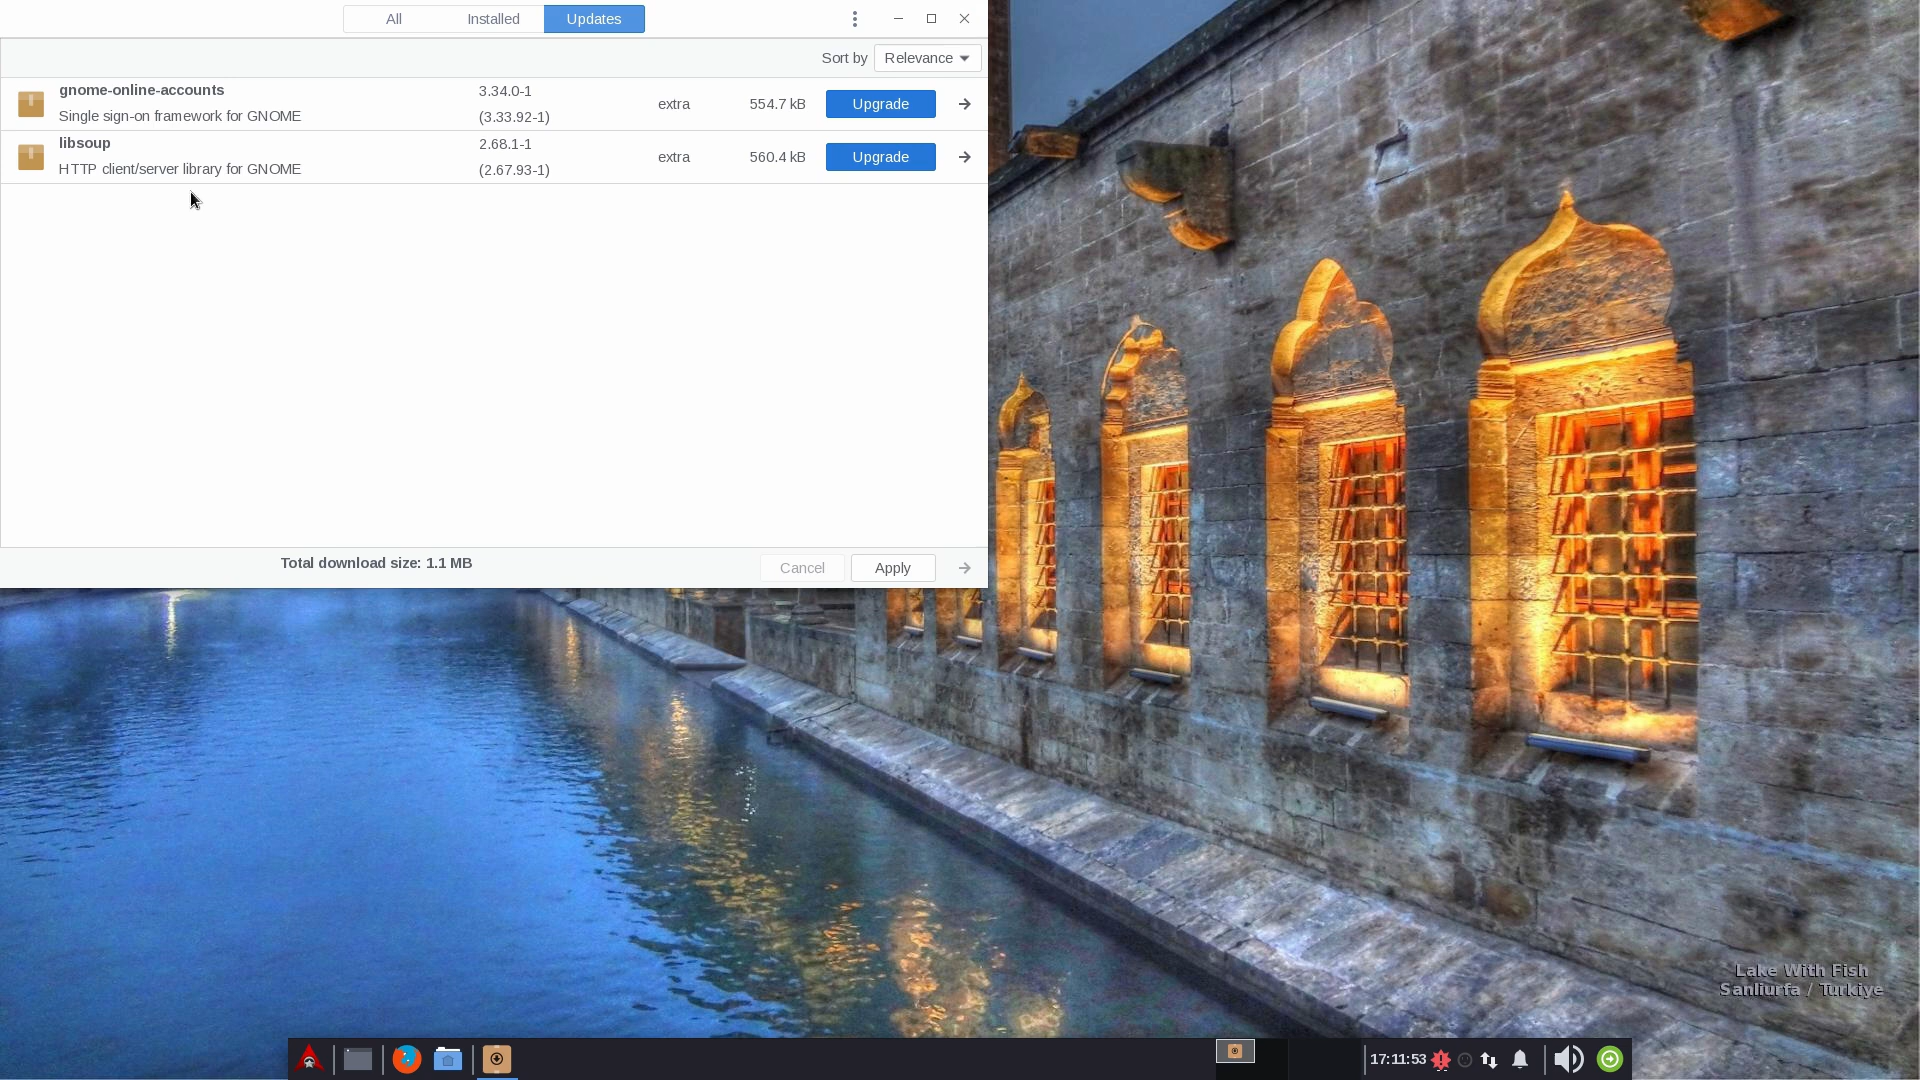 All Installed Updates
Sort by Relevance
gnome-online-accounts
Single sign-on framework for GNOME
3.34.0-1
(3.33.92-1)
extra 554.7 kB Upgrade
libsoup
HTTP client/server library for GNOME
2.68.1-1
(2.67.93-1)
extra 560.4 kB Upgrade
Total download size: 1.1 MB
Cancel Apply
Lake With Fish
Sanliurfa / Turkiye
17:11:53